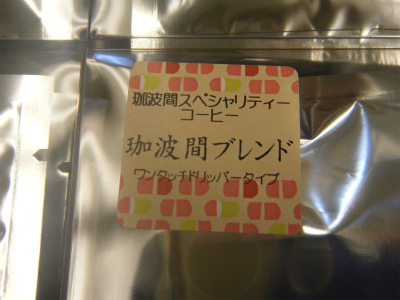 珈波間スペシャリティー
コーヒー
珈波間ブレンド
ワンタッチドリッパータイプ